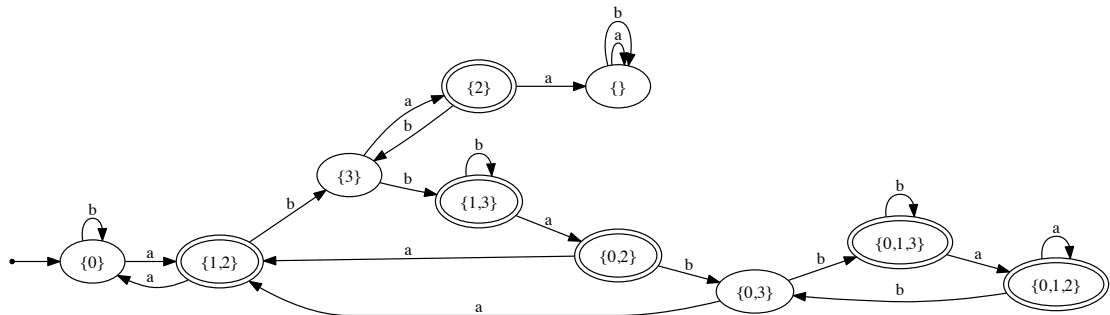 b
a
{2}
a
{}
a
b
{3}
b
b
{1,3}
b
b
b
a
{0,1,3}
a
{0}
a
{1,2}
a
{0,2}
b
b
a
{0,1,2}
a
{0,3}
b
a